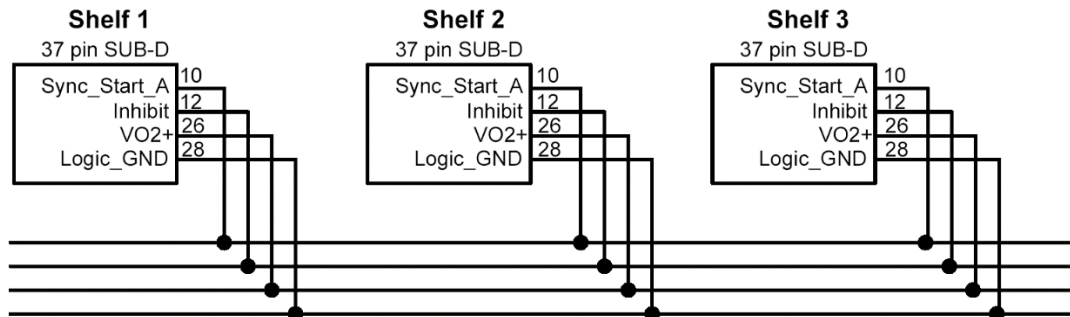 Shelf 1
37 pin SUB-D
Sync_Start_A 10
Inhibit 12
VO2+ 26
Logic_GND 28
Shelf 2
37 pin SUB-D
Sync_Start_A 10
Inhibit 12
VO2+ 26
Logic_GND 28
Shelf 3
37 pin SUB-D
Sync_Start_A 10
Inhibit 12
VO2+ 26
Logic_GND 28